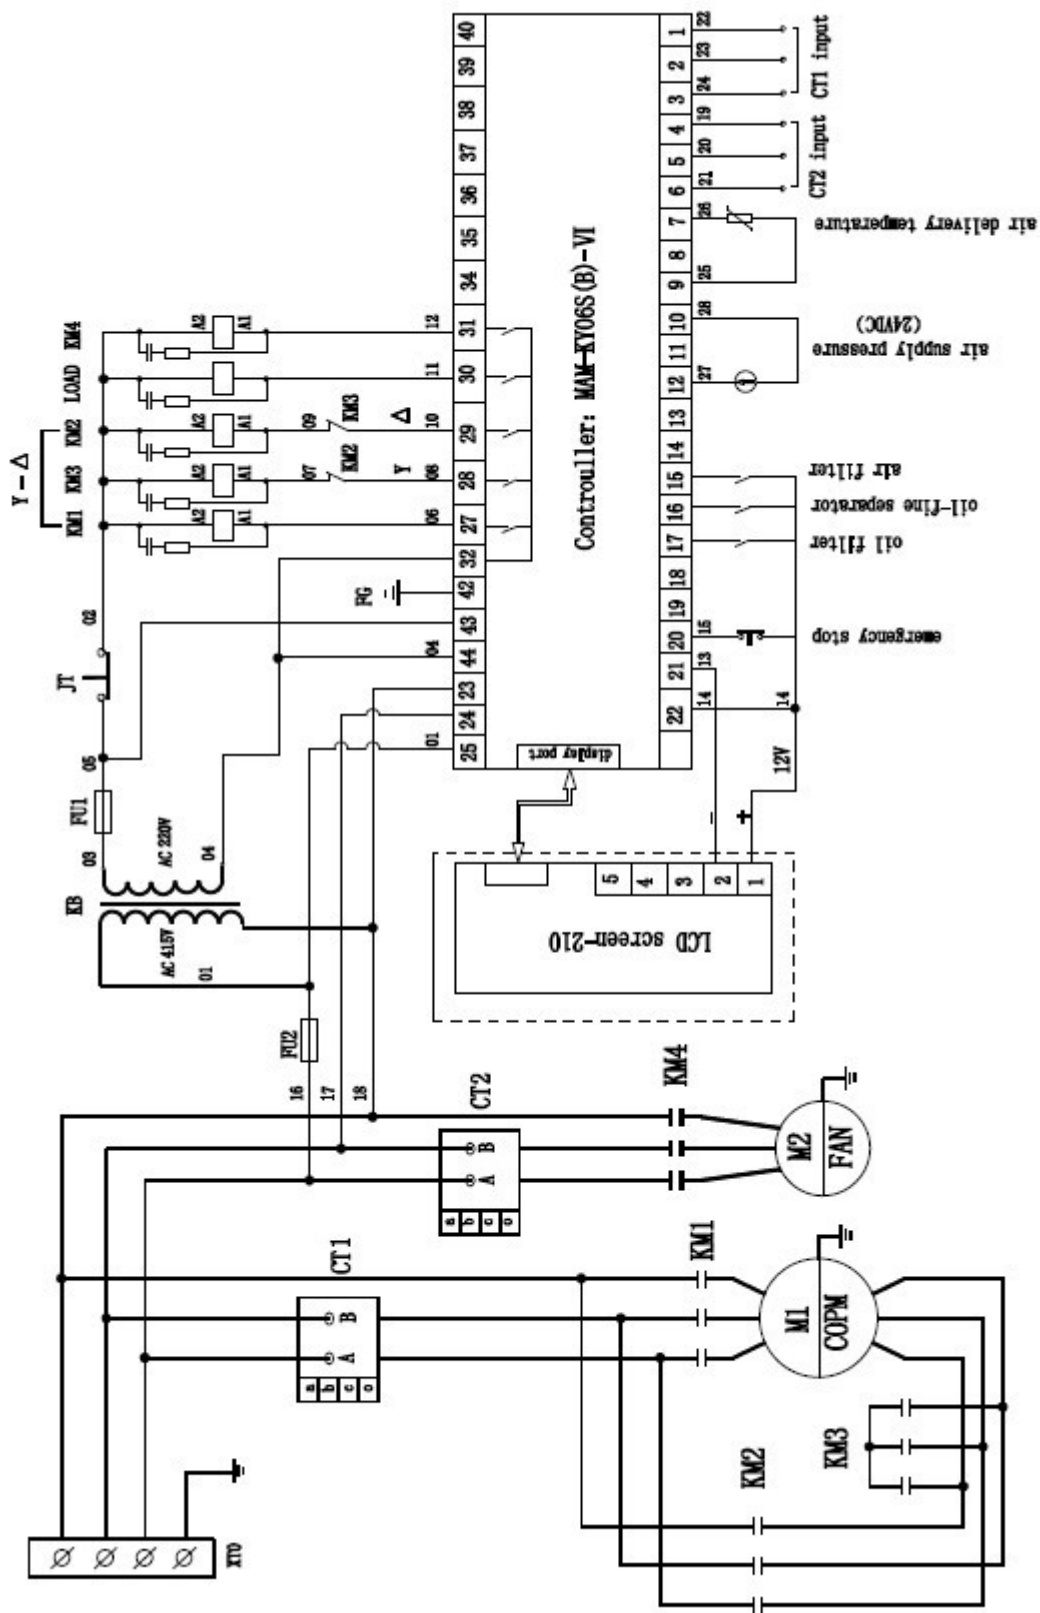 40
39
38
37
36
35
34
31
30
29
28
27
32
42
43
44
23
24
25
1
2
3
4
5
6
7
8
9
10
11
12
13
14
15
16
17
18
19
20
21
22
22
23
24
CT1 input
19
20
21
CT2 input
26
25
air delivery temperature
28
27
air supply pressure
(24VDC)
air filter
oil-fine separator
oil filter
15
emergency stop
13
14
14
12V
-
+
Controuller: MAM-KY06S(B)-VI
display port
LCD screen-210
5
4
3
2
1
Y-Δ
KM1
KM3
KM2
LOAD
KM4
A2
A1
A2
A1
A2
A1
A2
A1
12
11
09
KM3
Δ
10
07
KM2
Y
08
06
FG
04
01
02
JT
05
FU1
03
AC 220V
04
KB
AC 415V
01
FU2
16
17
18
CT2
B
A
a
b
c
o
KM4
M2
FAN
CT1
B
A
a
b
c
o
KM1
M1
COPM
KM2
KM3
XT0